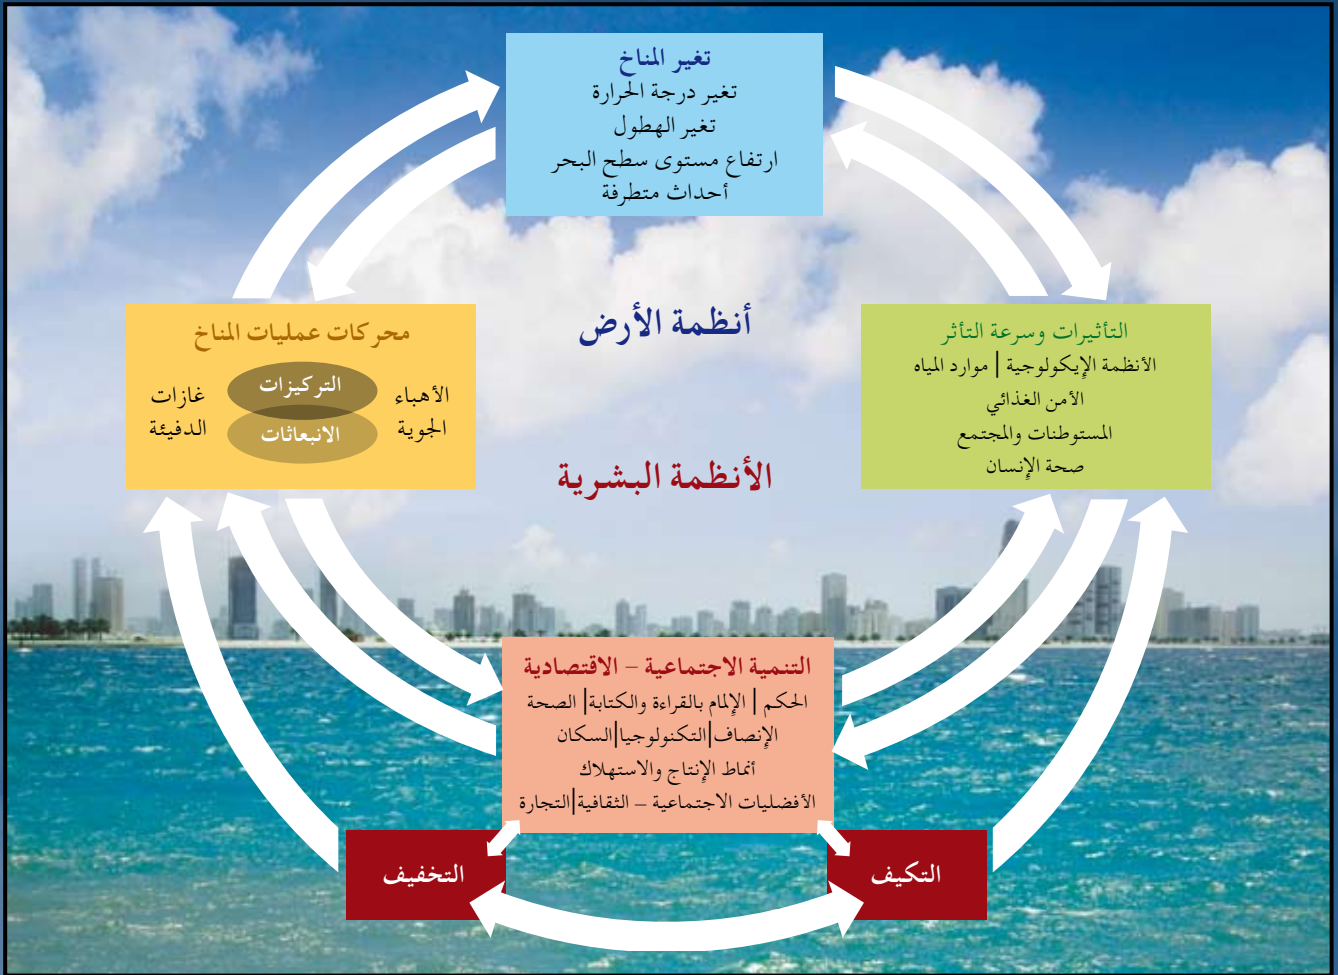 تغير المناخ
تغير درجة الحرارة
تغير الهطول
ارتفاع مستوى سطح البحر
أحداث متطرفة
أنظمة الأرض
الأنظمة البشرية
التأثيرات وسرعة التأثر
الأنظمة الإيكولوجية | موارد المياه
الأمن الغذائي
المستوطنات والمجتمع
صحة الإنسان
محركات عمليات المناخ
الأهباء
الجوية
التركيزات
الانبعاثات
غازات
الدفيئة
التنمية الاجتماعية – الاقتصادية
الحكم | الإلمام بالقراءة والكتابة| الصحة
الإنصاف|التكنولوجيا|السكان
أنماط الإنتاج والاستهلاك
الأفضليات الاجتماعية – الثقافية|التجارة
التكيف
التخفيف